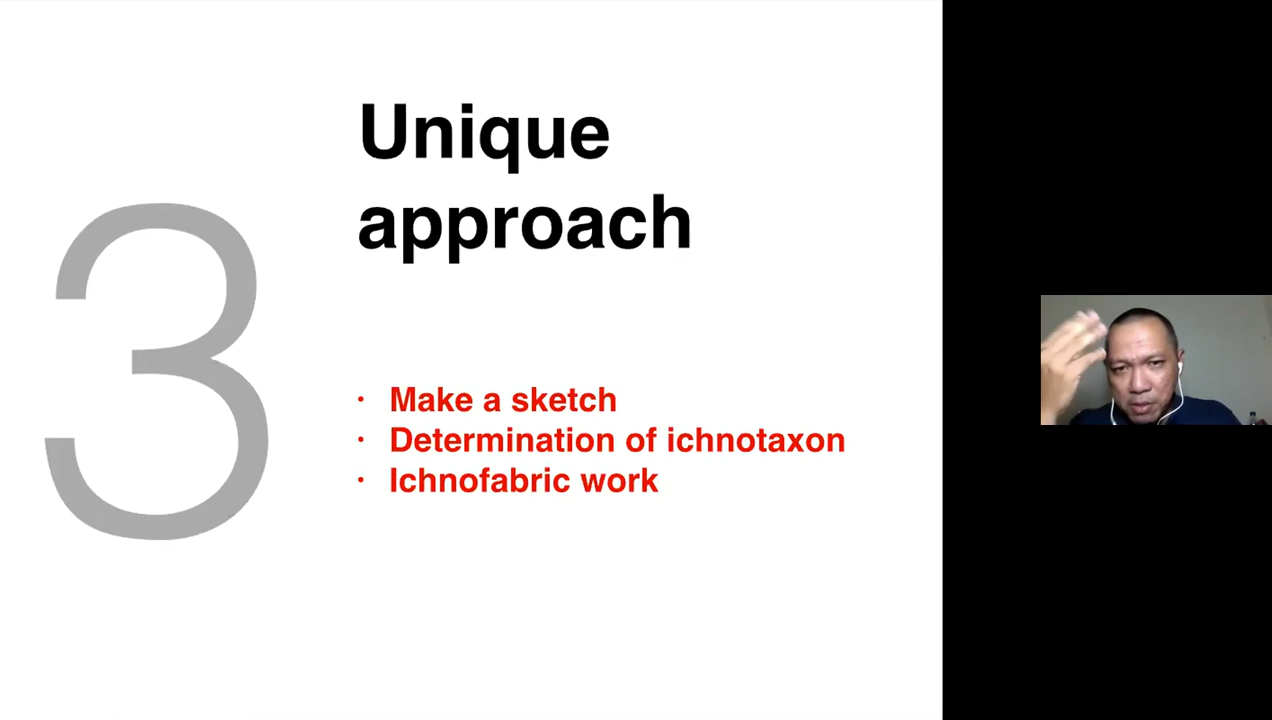 3
Unique
approach
· Make a sketch
· Determination of ichnotaxon
· Ichnofabric work